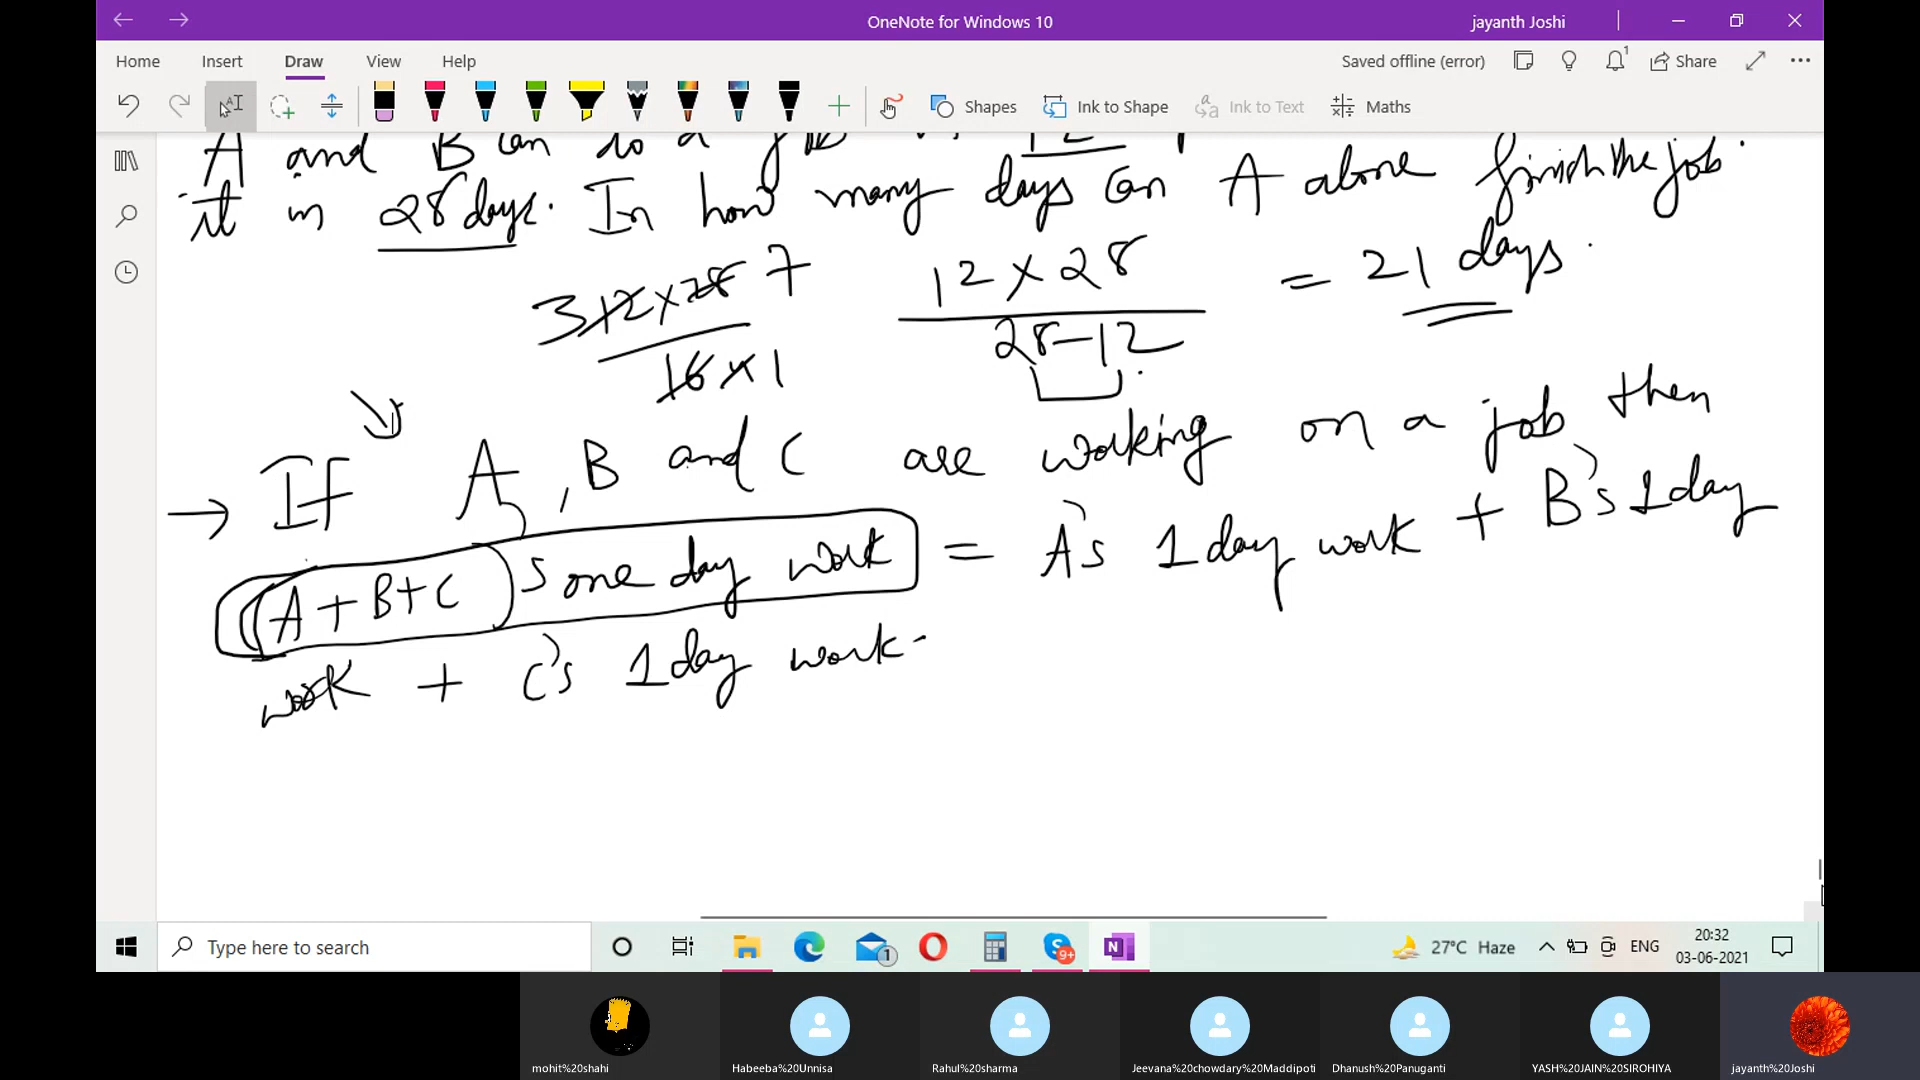 OneNote for Windows 10
jayanth Joshi
Home Insert Draw View Help
Saved offline (error) 1 Share
Shapes Ink to Shape Ink to Text Maths
A and B can do a job 12
it in 28 days. In how many days can A alone finish the job.
3 12 x 28 7
16 x 1
12 x 28
28-12
= 21 days.
→ If A, B and C are working on a job then
(A+B+C)'s one day work = A's 1 day work + B's 1 day
work + C's 1 day work.
Type here to search
1
9+
27°C Haze
ENG
20:32
03-06-2021
mohit%20shahi
Habeeba%20Unnisa
Rahul%20sharma
Jeevana%20chowdary%20Maddipoti
Dhanush%20Panuganti
YASH%20JAIN%20SIROHIYA
jayanth%20Joshi